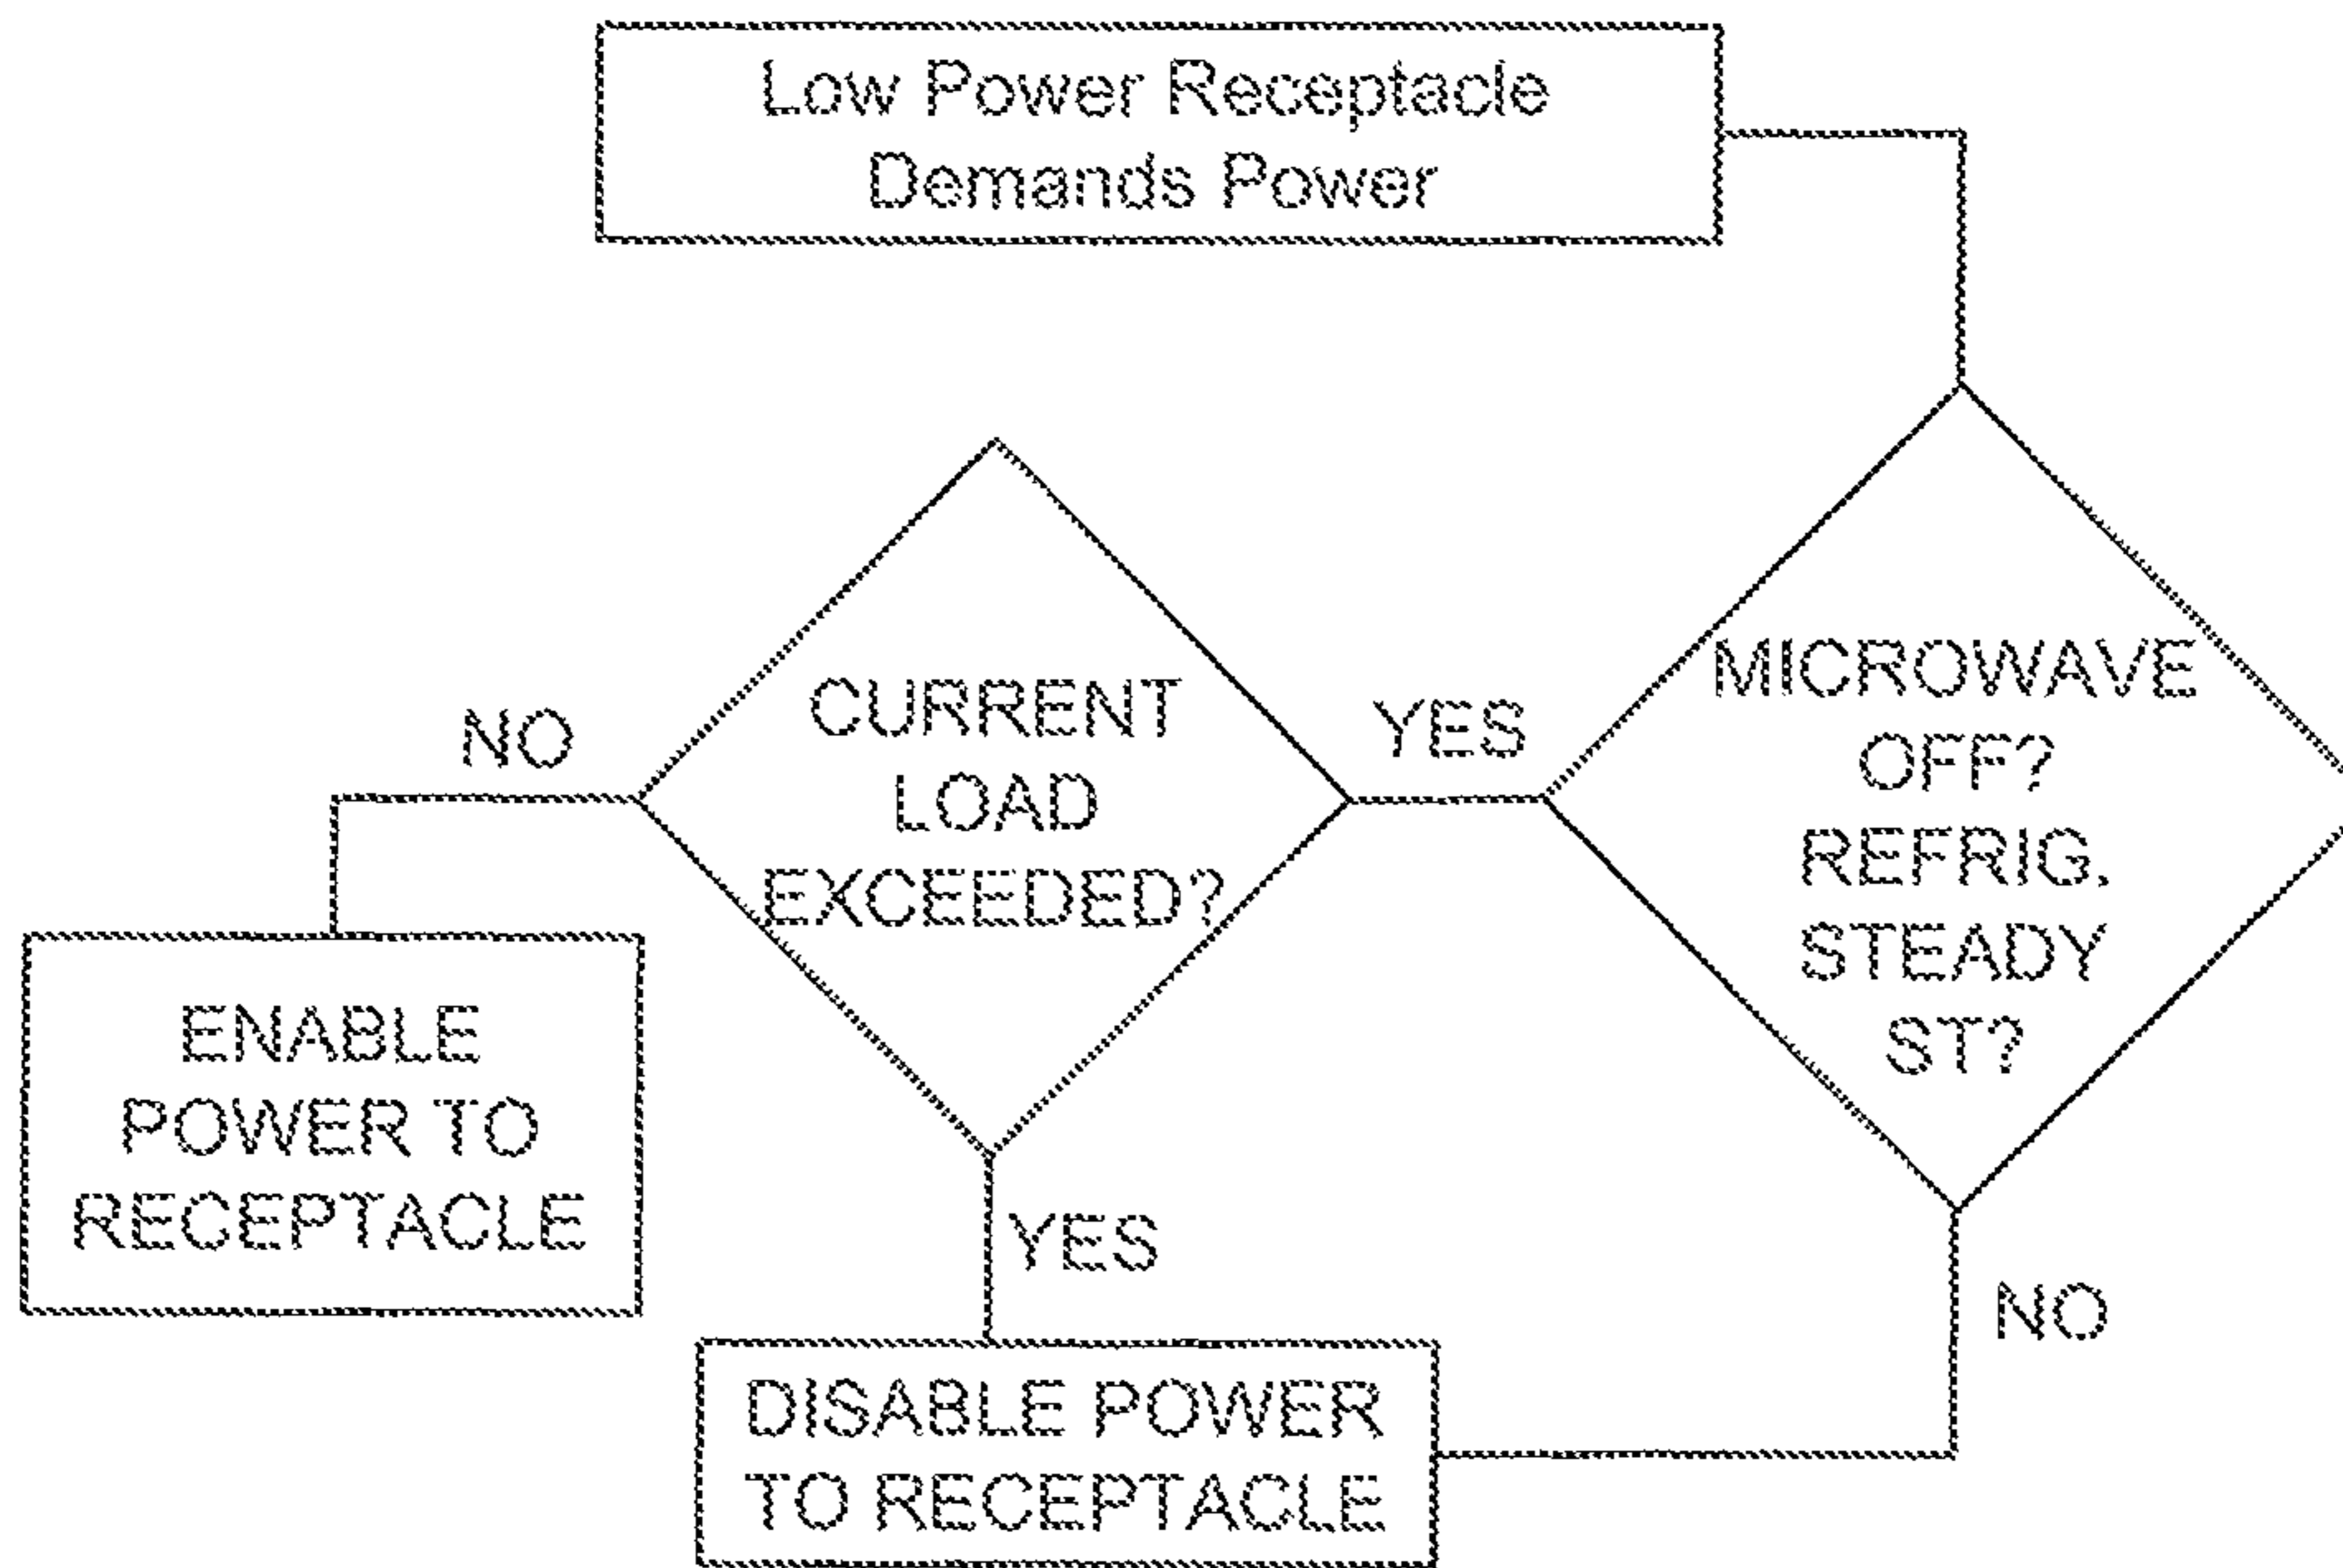 Low Power Receptacle
Demands Power
MICROWAVE
OFF?
REFRIG.
STEADY
ST?
YES
NO
CURRENT
LOAD
EXCEEDED?
NO
YES
ENABLE
POWER TO
RECEPTACLE
DISABLE POWER
TO RECEPTACLE